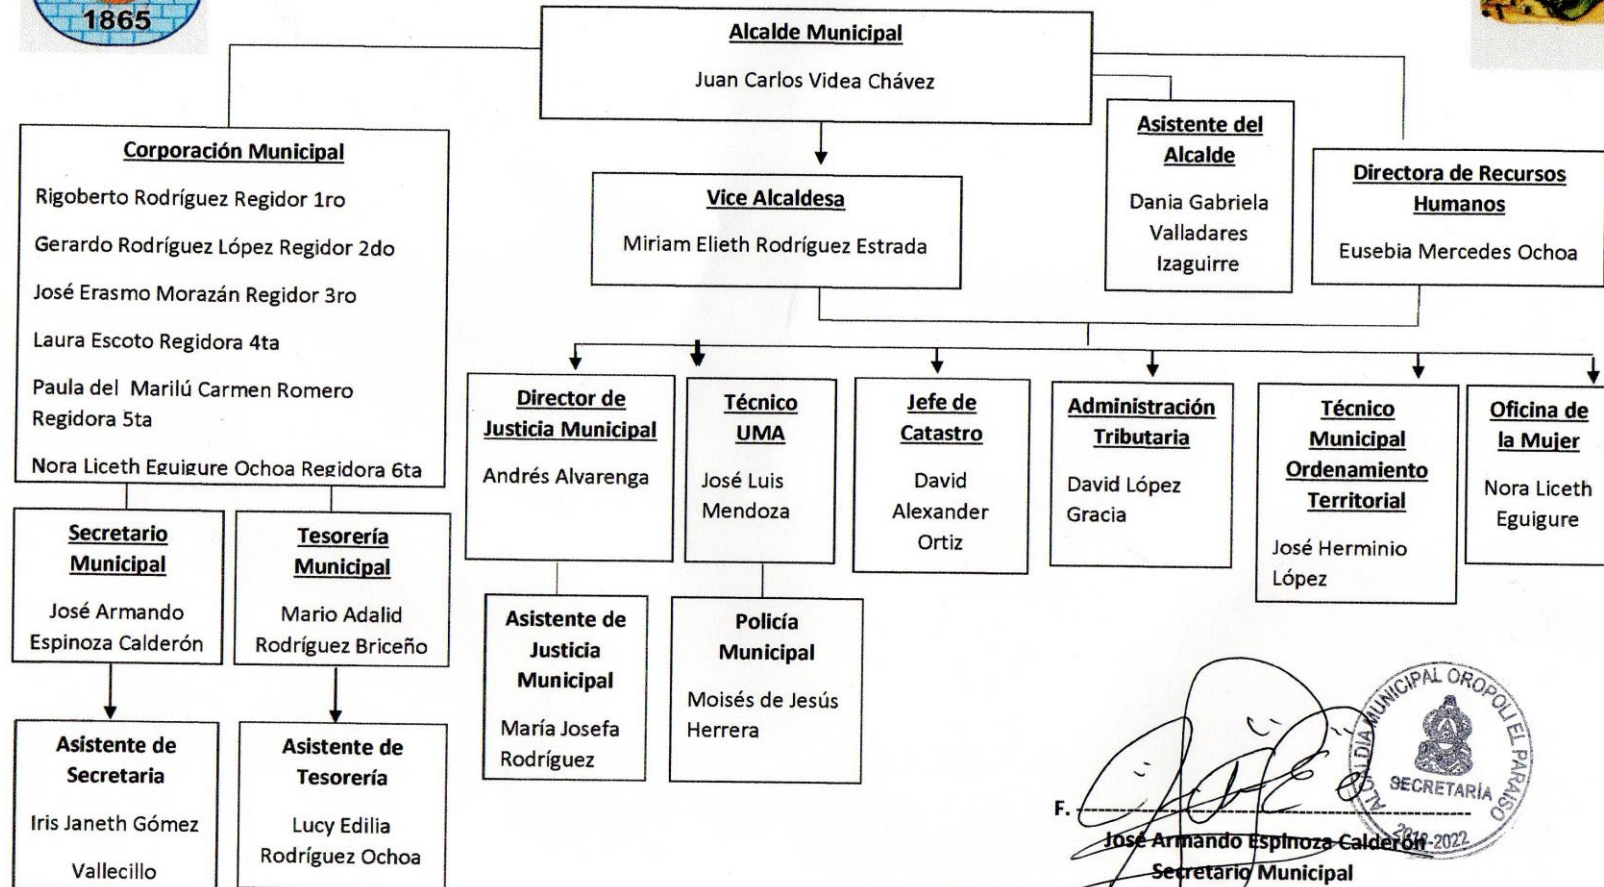 1865
Alcalde Municipal
Juan Carlos Videa Chávez
Corporación Municipal
Rigoberto Rodríguez Regidor 1ro
Gerardo Rodríguez López Regidor 2do
José Erasmo Morazán Regidor 3ro
Laura Escoto Regidora 4ta
Paula del Marilú Carmen Romero
Regidora 5ta
Nora Liceth Eguigure Ochoa Regidora 6ta
Vice Alcaldesa
Miriam Elieth Rodríguez Estrada
Asistente del
Alcalde
Dania Gabriela
Valladares
Izaguirre
Directora de Recursos
Humanos
Eusebia Mercedes Ochoa
Director de
Justicia Municipal
Andrés Alvarenga
Técnico
UMA
José Luis
Mendoza
Jefe de
Catastro
David
Alexander
Ortiz
Administración
Tributaria
David López
Gracia
Técnico
Municipal
Ordenamiento
Territorial
José Herminio
López
Oficina de
la Mujer
Nora Liceth
Eguigure
Secretario
Municipal
José Armando
Espinoza Calderón
Tesorería
Municipal
Mario Adalid
Rodríguez Briceño
Asistente de
Justicia
Municipal
María Josefa
Rodríguez
Policía
Municipal
Moisés de Jesús
Herrera
Asistente de
Secretaria
Iris Janeth Gómez
Vallecillo
Asistente de
Tesorería
Lucy Edilia
Rodríguez Ochoa
ALCALDIA MUNICIPAL OROPOLI EL PARAISO
SECRETARÍA
2018-2022
F.
José Armando Espinoza Calderón
Secretario Municipal